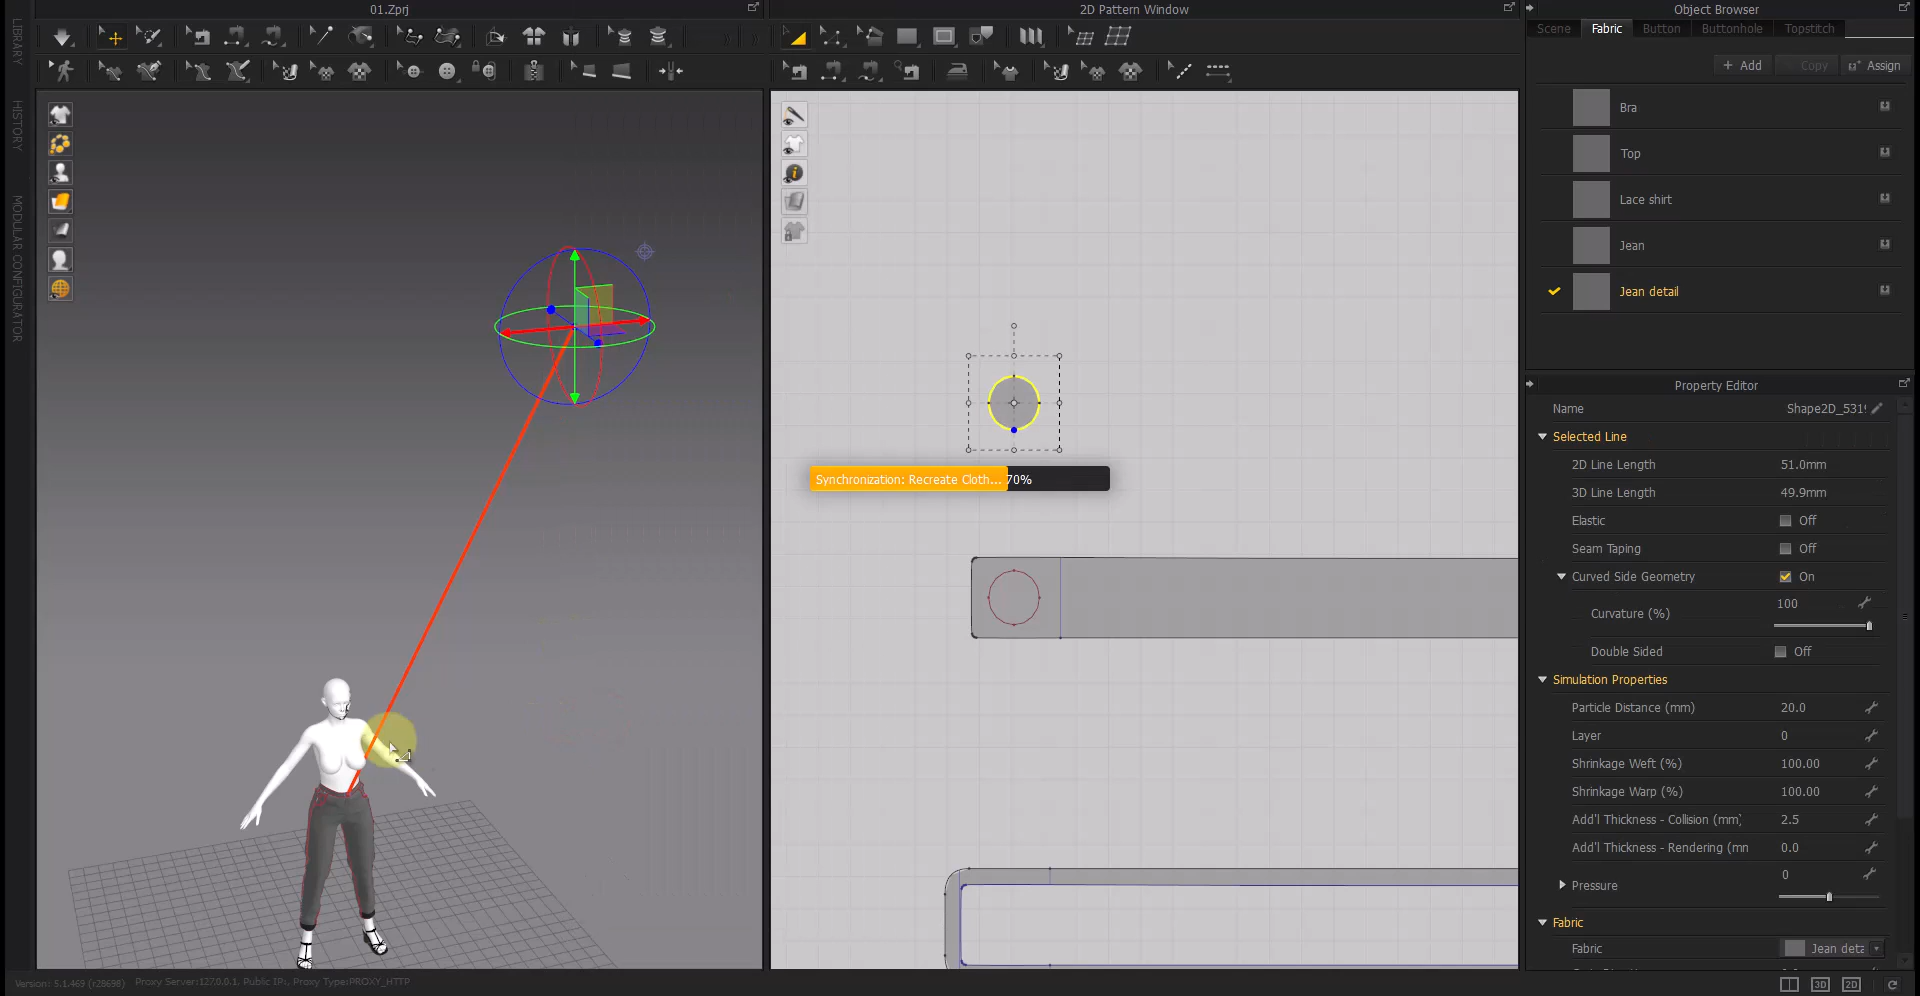 01.Zprj
2D Pattern Window
Object Browser
LIBRARY
HISTORY
MODULAR CONFIGURATOR
Scene
Fabric
Button
Buttonhole
Topstitch
+ Add
Copy
Assign
Bra
Top
Lace shirt
Jean
Jean detail
Synchronization: Recreate Cloth... 70%
Property Editor
Name Shape2D_5319
Selected Line
2D Line Length 51.0mm
3D Line Length 49.9mm
Elastic Off
Seam Taping Off
Curved Side Geometry On
Curvature (%) 100
Double Sided Off
Simulation Properties
Particle Distance (mm) 20.0
Layer 0
Shrinkage Weft (%) 100.00
Shrinkage Warp (%) 100.00
Add'l Thickness - Collision (mm) 2.5
Add'l Thickness - Rendering (mm 0.0
Pressure 0
Fabric
Fabric Jean deta
Version: 5.1.469 (r28698) Proxy Server:127.0.0.1, Public IP:, Proxy Type:PROXY_HTTP
3D
2D